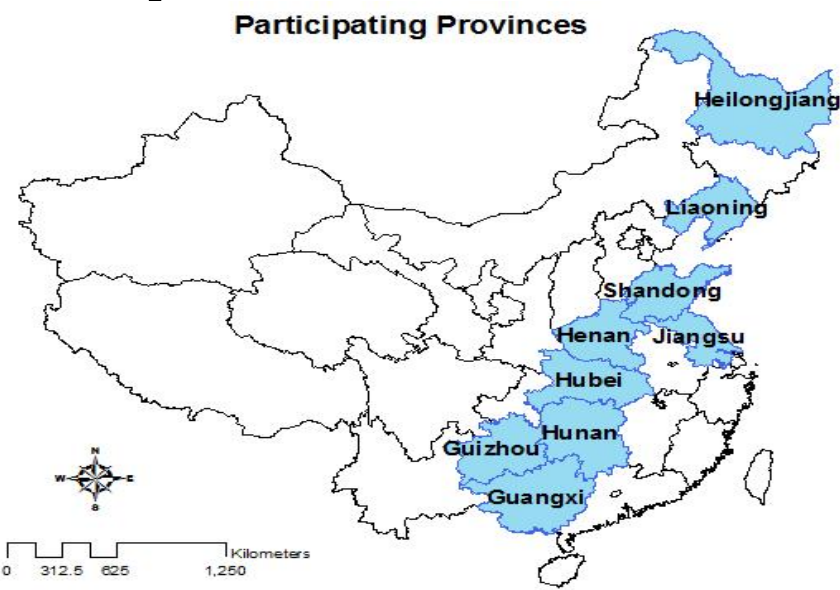 Participating Provinces
Heilongjiang
Liaoning
Shandong
Henan
Jiangsu
Hubei
Hunan
Guizhou
Guangxi
N
W E
S
Kilometers
0 312.5 625 1,250